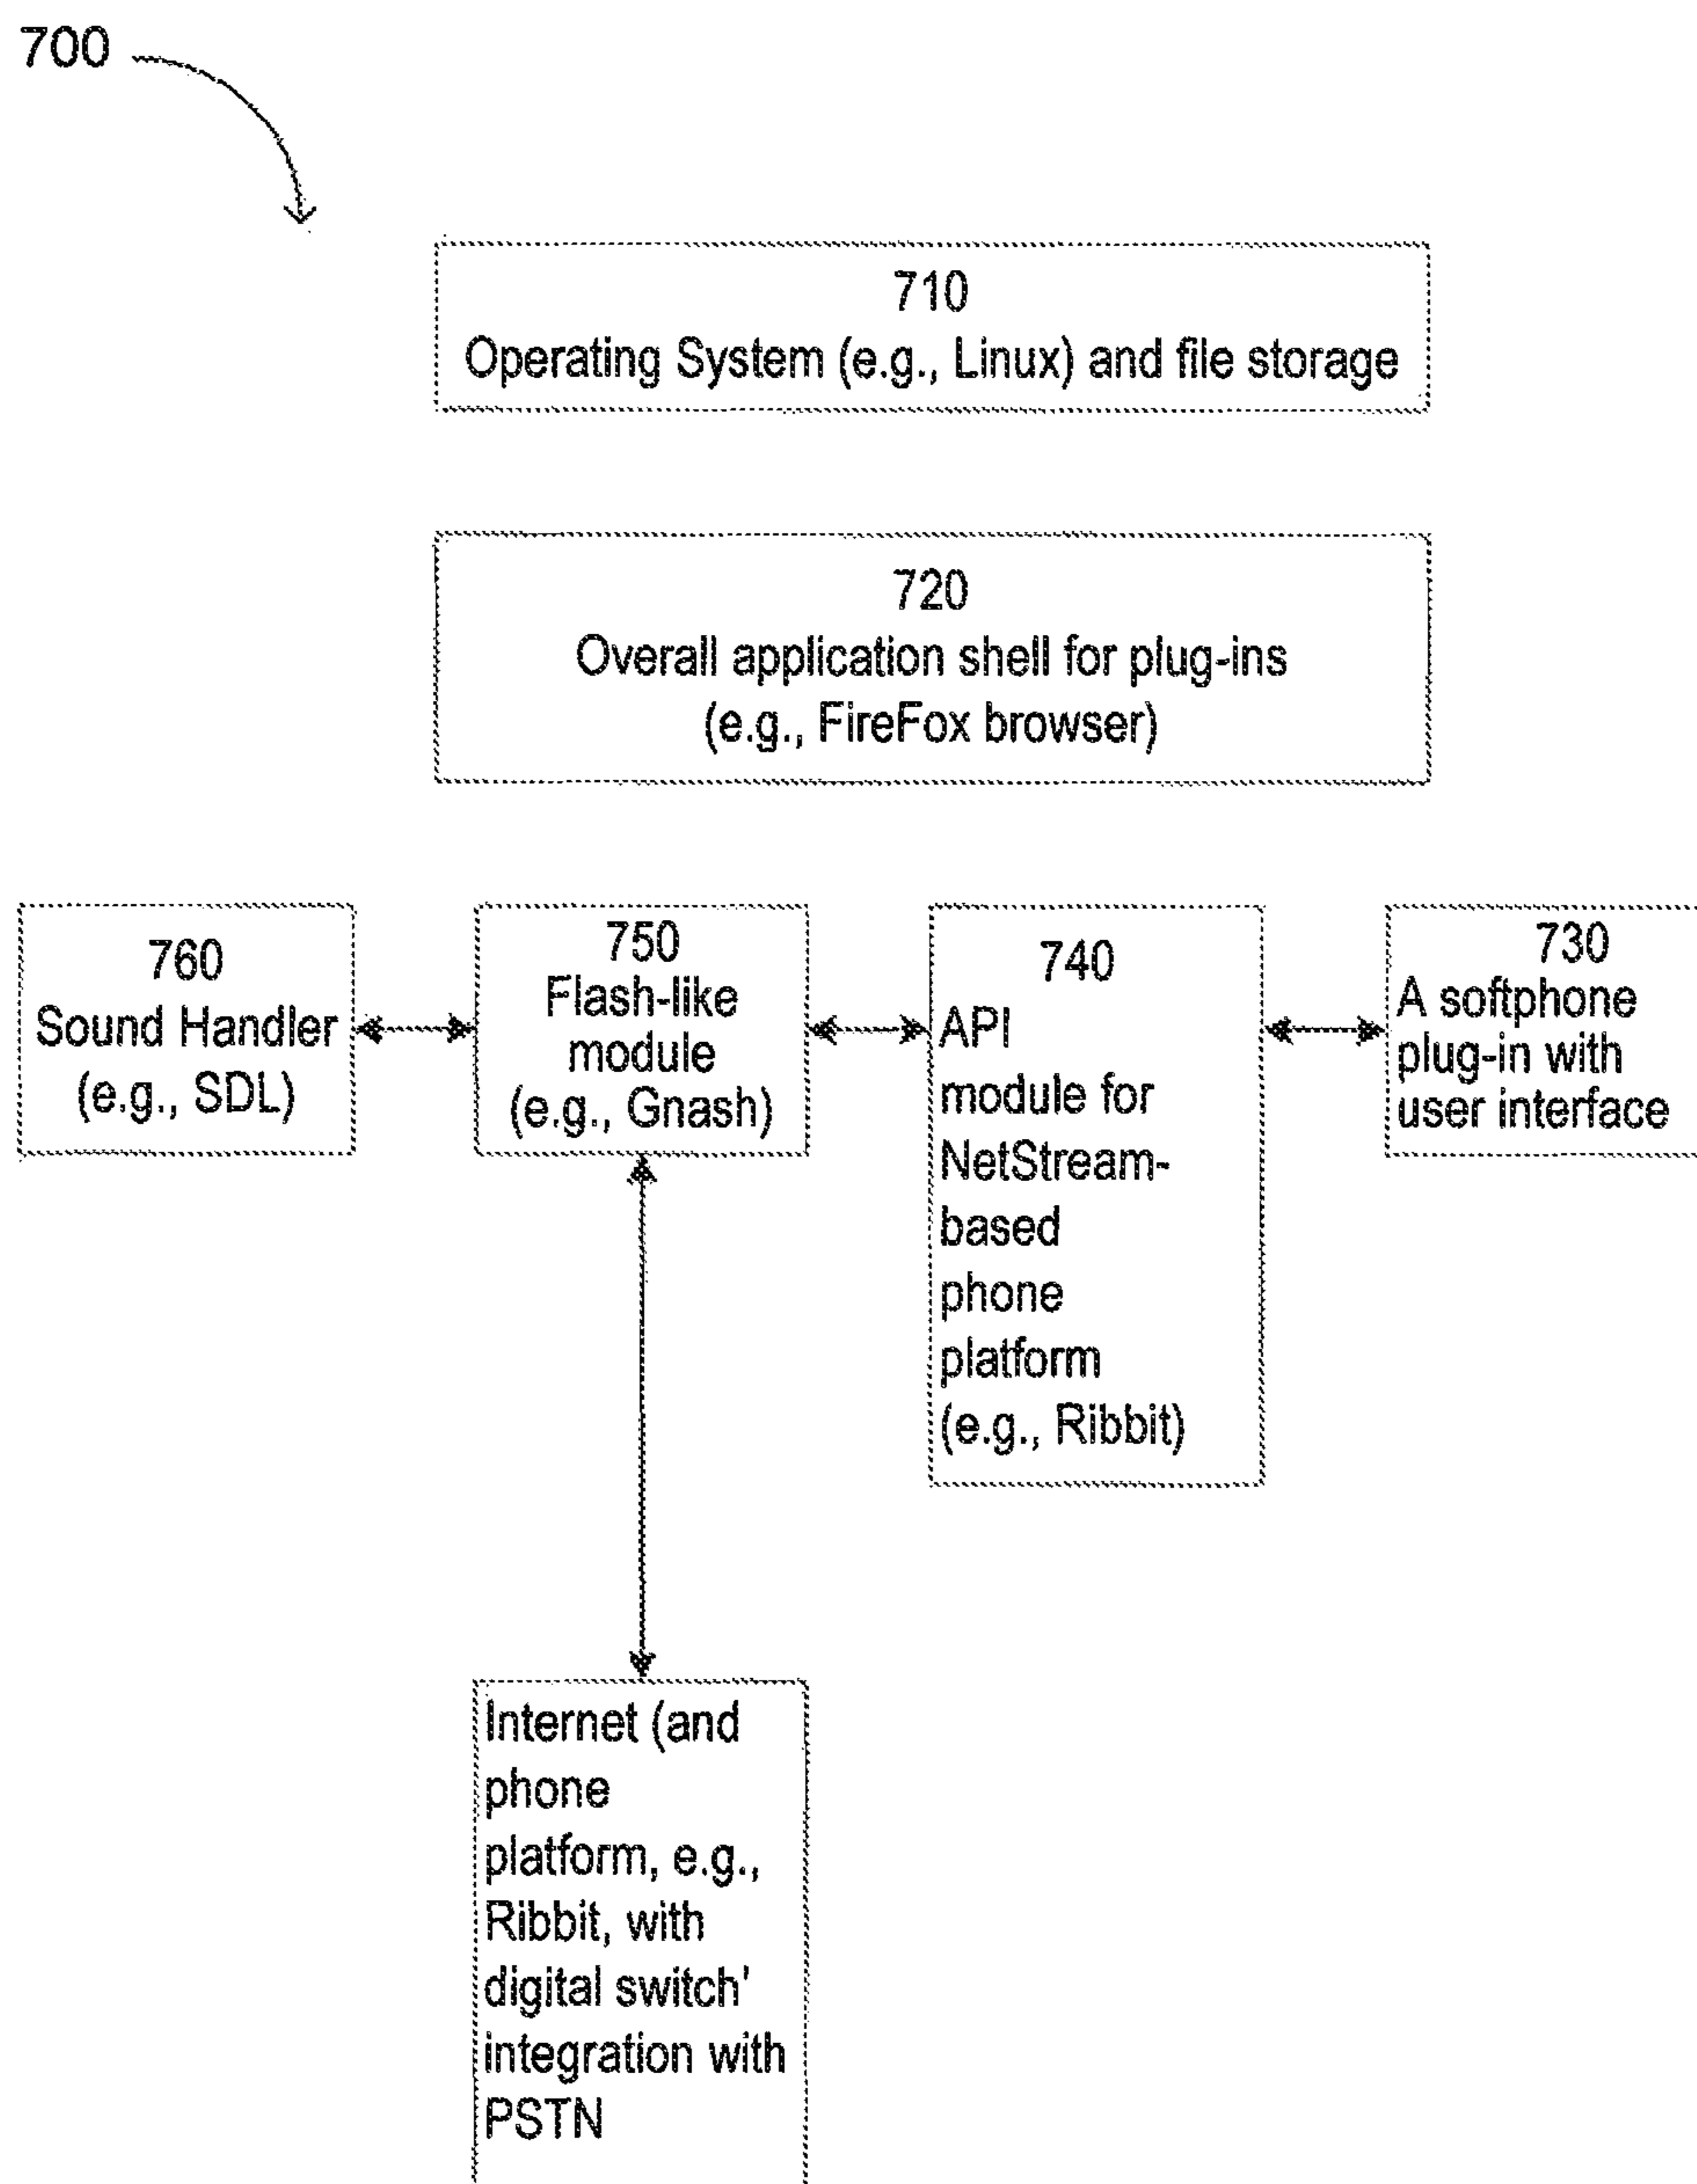 700
710
Operating System (e.g., Linux) and file storage
720
Overall application shell for plug-ins
(e.g., FireFox browser)
760
Sound Handler
(e.g., SDL)
750
Flash-like
module
(e.g., Gnash)
740
API
module for
NetStream-
based
phone
platform
(e.g., Ribbit)
730
A softphone
plug-in with
user interface
Internet (and
phone
platform, e.g.,
Ribbit, with
digital switch'
integration with
PSTN